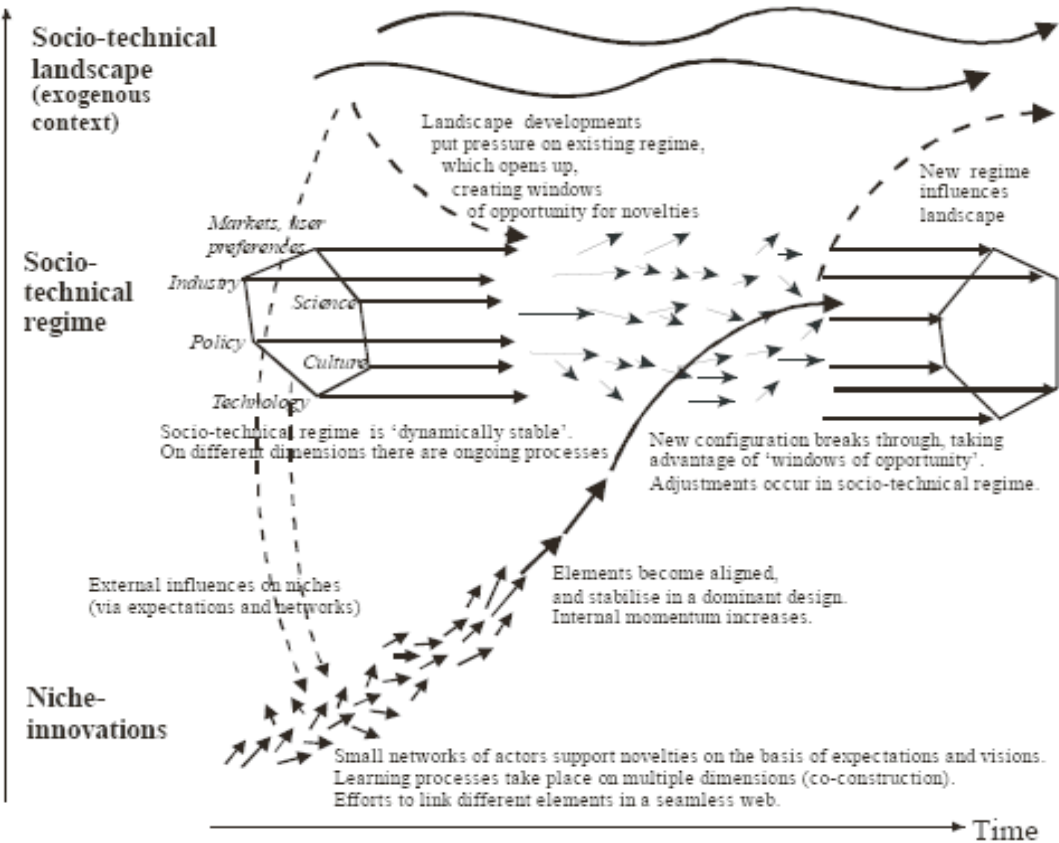 Socio-technical
landscape
(exogenous
context)
Landscape developments
put pressure on existing regime,
which opens up,
creating windows
of opportunity for novelties
New regime
influences
landscape
Markets, user
preferences
Socio-
technical
regime
Industry
Science
Policy
Culture
Technology
Socio-technical regime is ‘dynamically stable’.
On different dimensions there are ongoing processes
New configuration breaks through, taking
advantage of ‘windows of opportunity’.
Adjustments occur in socio-technical regime.
External influences on niches
(via expectations and networks)
Elements become aligned,
and stabilise in a dominant design.
Internal momentum increases.
Niche-
innovations
Small networks of actors support novelties on the basis of expectations and visions.
Learning processes take place on multiple dimensions (co-construction).
Efforts to link different elements in a seamless web.
Time